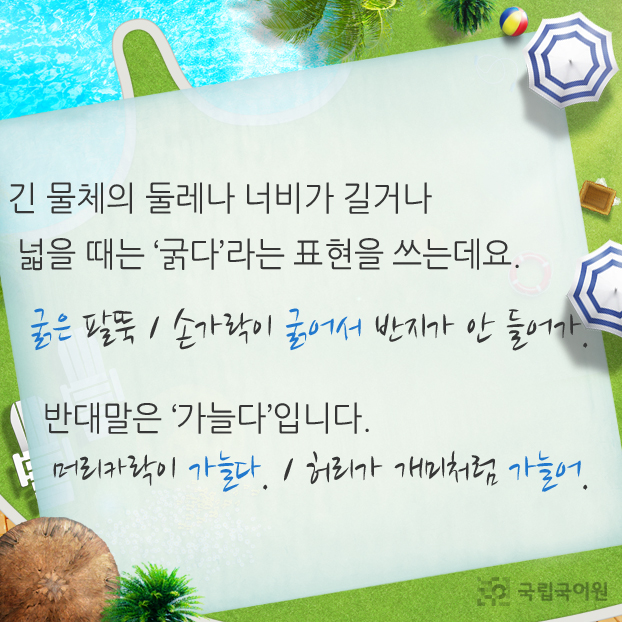 긴 물체의 둘레나 너비가 길거나
넓을 때는 ‘굵다’라는 표현을 쓰는데요.
굵은 팔뚝 / 손가락이 굵어서 반지가 안 들어가.
반대말은 ‘가늘다’입니다.
머리카락이 가늘다. / 허리가 개미처럼 가늘어.
국립국어원